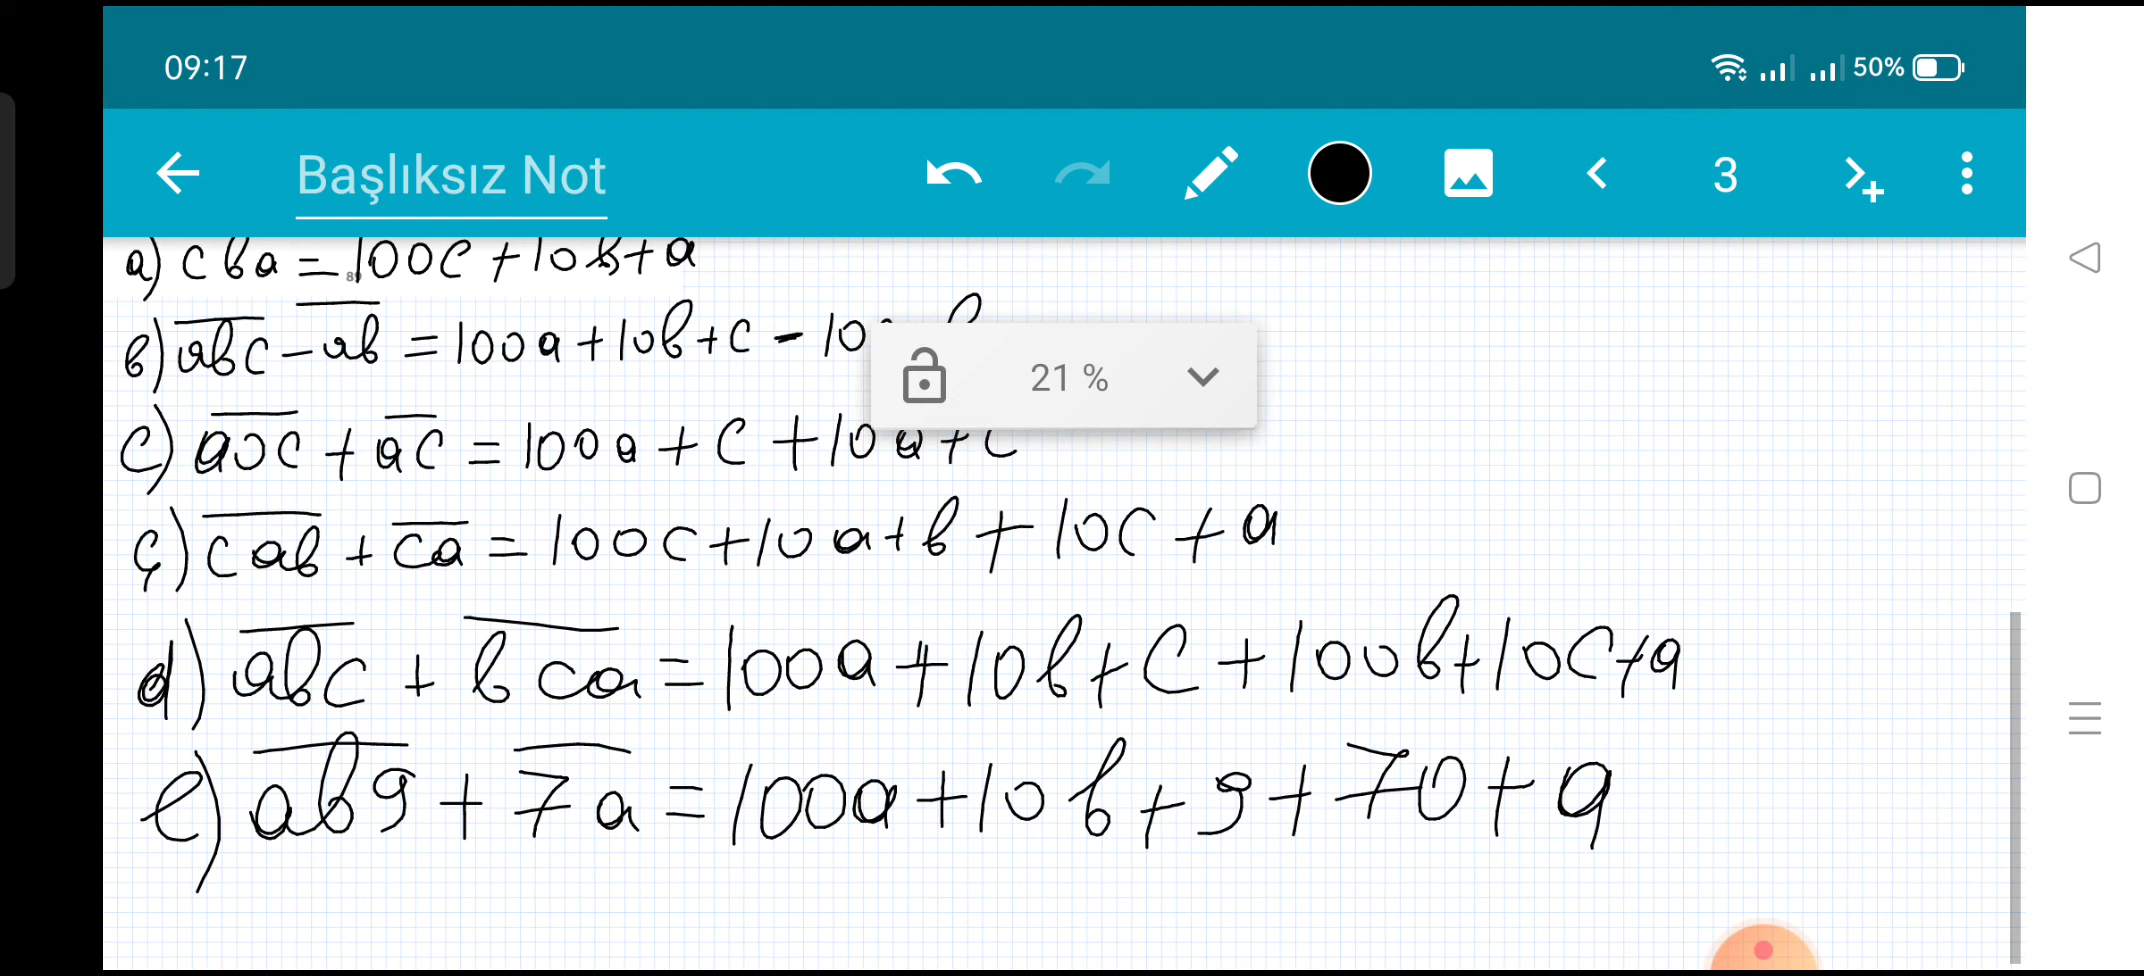 09:17 50%
Başlıksız Not 3
a) cba = 100c + 10b + a
b) abc − ab = 100a + 10b + c − 10
21 %
c) aoc + ac = 100a + c + 10a + c
ç) cab + ca = 100c + 10a + b + 10c + a
d) abc + bca = 100a + 10b + c + 100b + 10c + a
e) ab9 + 7a = 100a + 10b + 9 + 70 + a